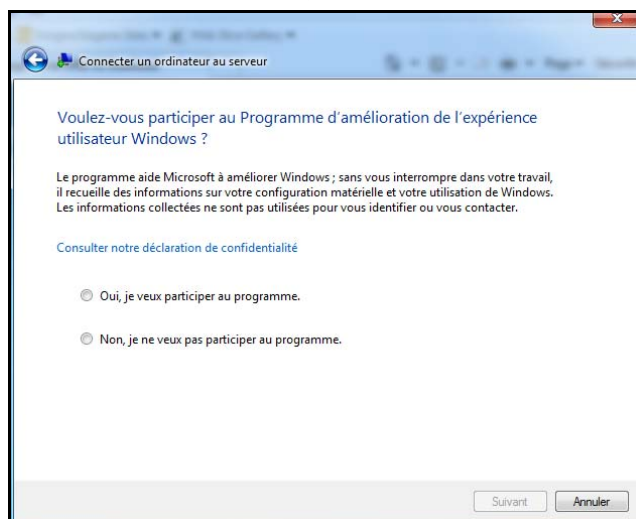 Connecter un ordinateur au serveur
Voulez-vous participer au Programme d'amélioration de l'expérience
utilisateur Windows ?
Le programme aide Microsoft à améliorer Windows ; sans vous interrompre dans votre travail,
il recueille des informations sur votre configuration matérielle et votre utilisation de Windows.
Les informations collectées ne sont pas utilisées pour vous identifier ou vous contacter.
Consulter notre déclaration de confidentialité
Oui, je veux participer au programme.
Non, je ne veux pas participer au programme.
Suivant Annuler